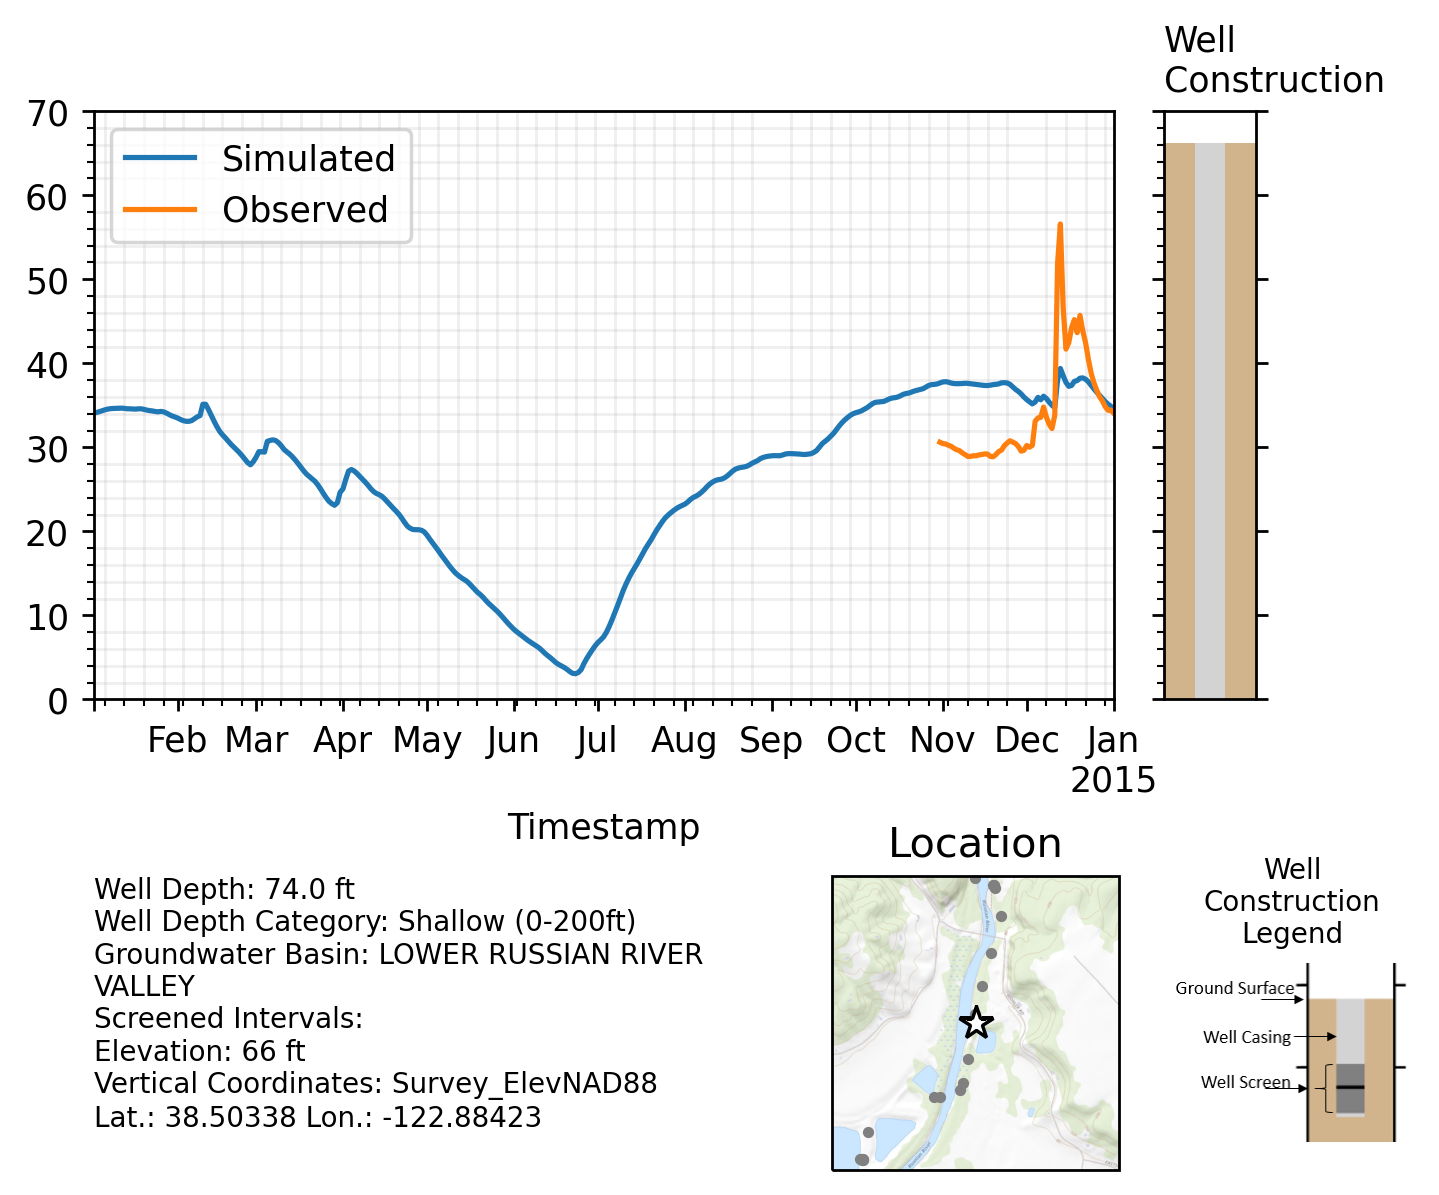 Well
Construction
70
60
50
40
30
20
10
0
Simulated
Observed
Feb Mar Apr May Jun Jul Aug Sep Oct Nov Dec Jan
2015
Timestamp
Well Depth: 74.0 ft
Well Depth Category: Shallow (0-200ft)
Groundwater Basin: LOWER RUSSIAN RIVER
VALLEY
Screened Intervals:
Elevation: 66 ft
Vertical Coordinates: Survey_ElevNAD88
Lat.: 38.50338 Lon.: -122.88423
Location
Well
Construction
Legend
Ground Surface
Well Casing
Well Screen